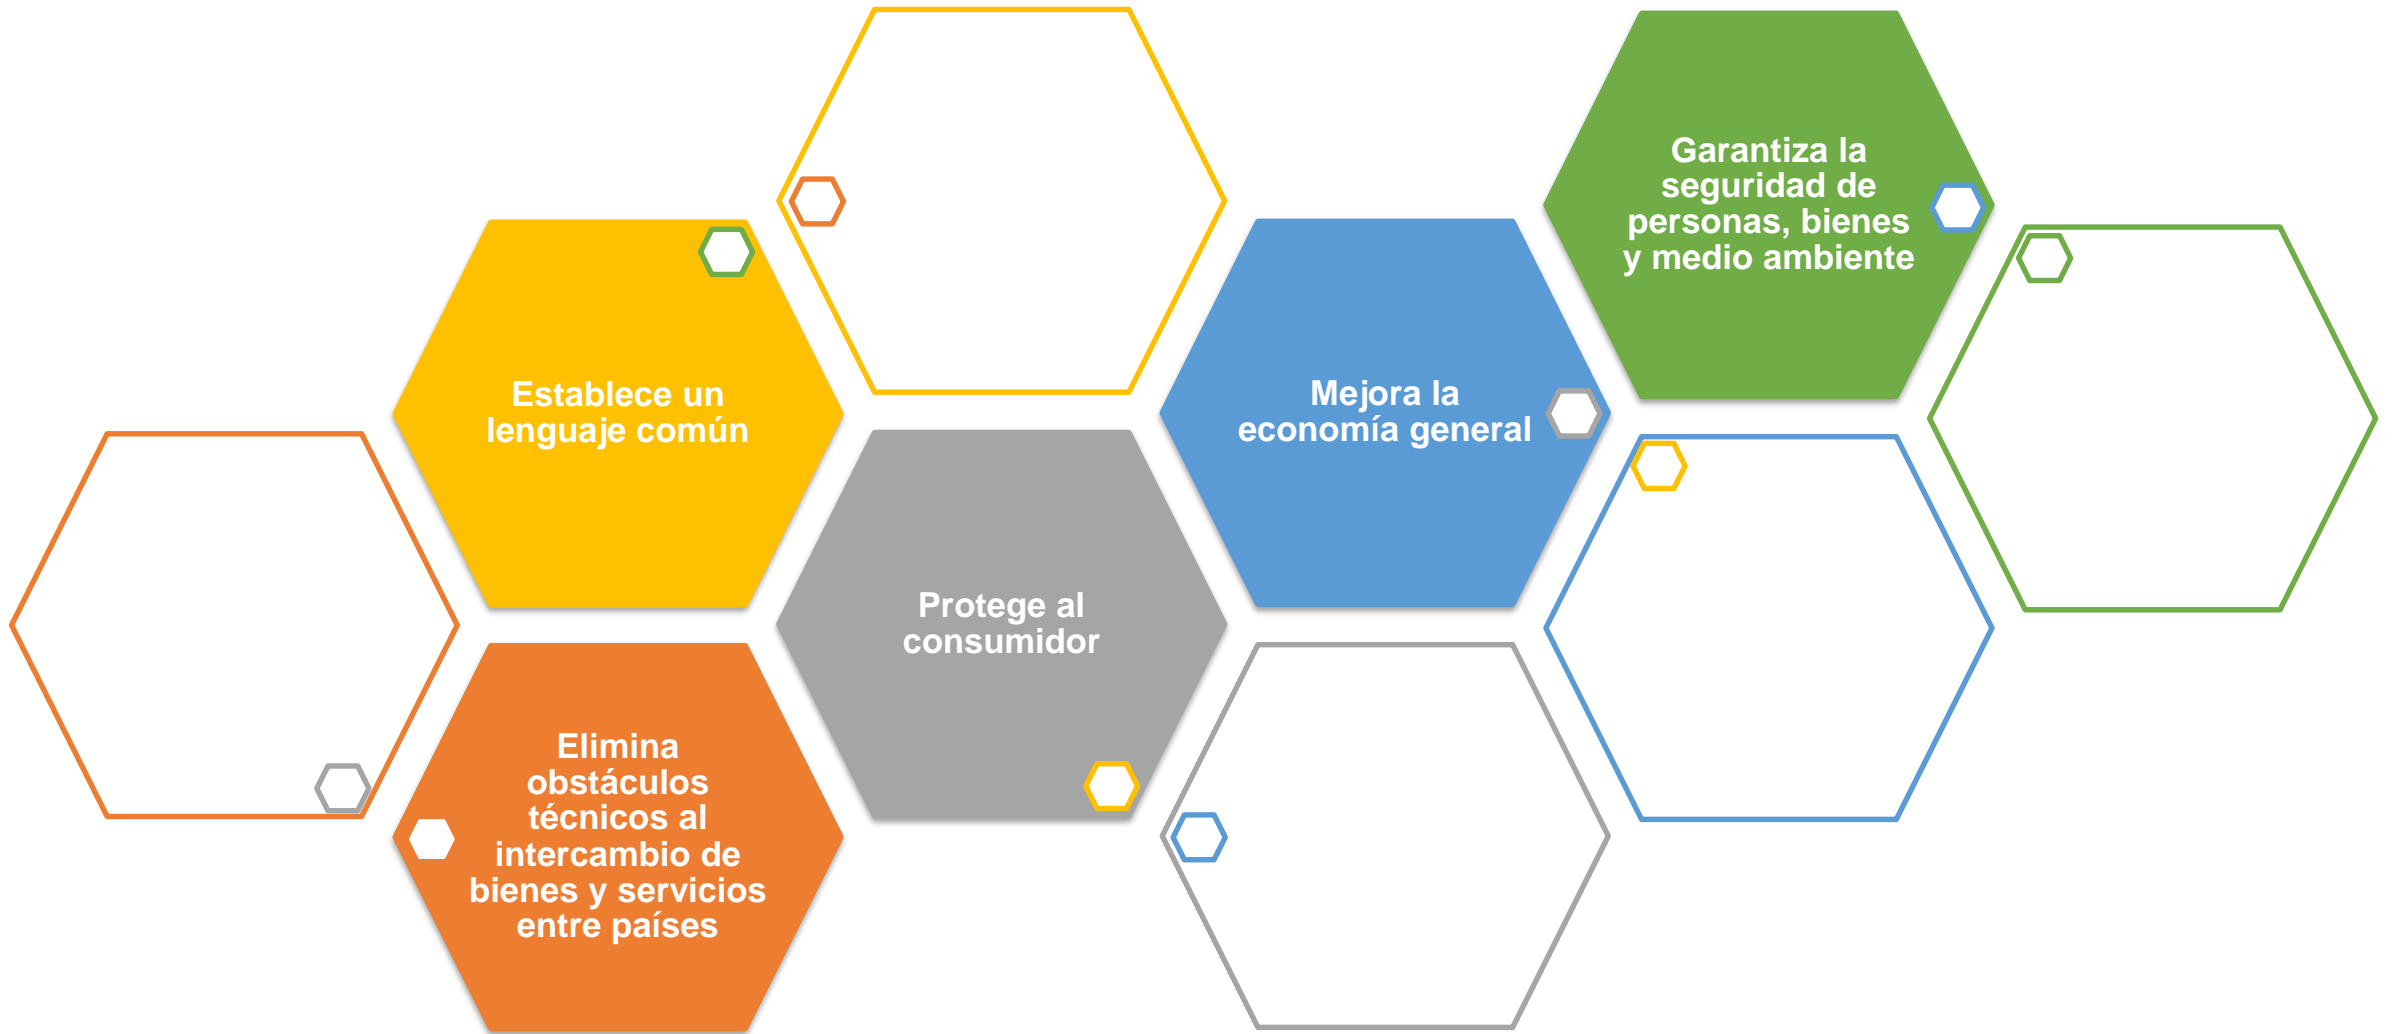 Establece un
lenguaje común
Elimina
obstáculos
técnicos al
intercambio de
bienes y servicios
entre países
Protege al
consumidor
Mejora la
economía general
Garantiza la
seguridad de
personas, bienes
y medio ambiente